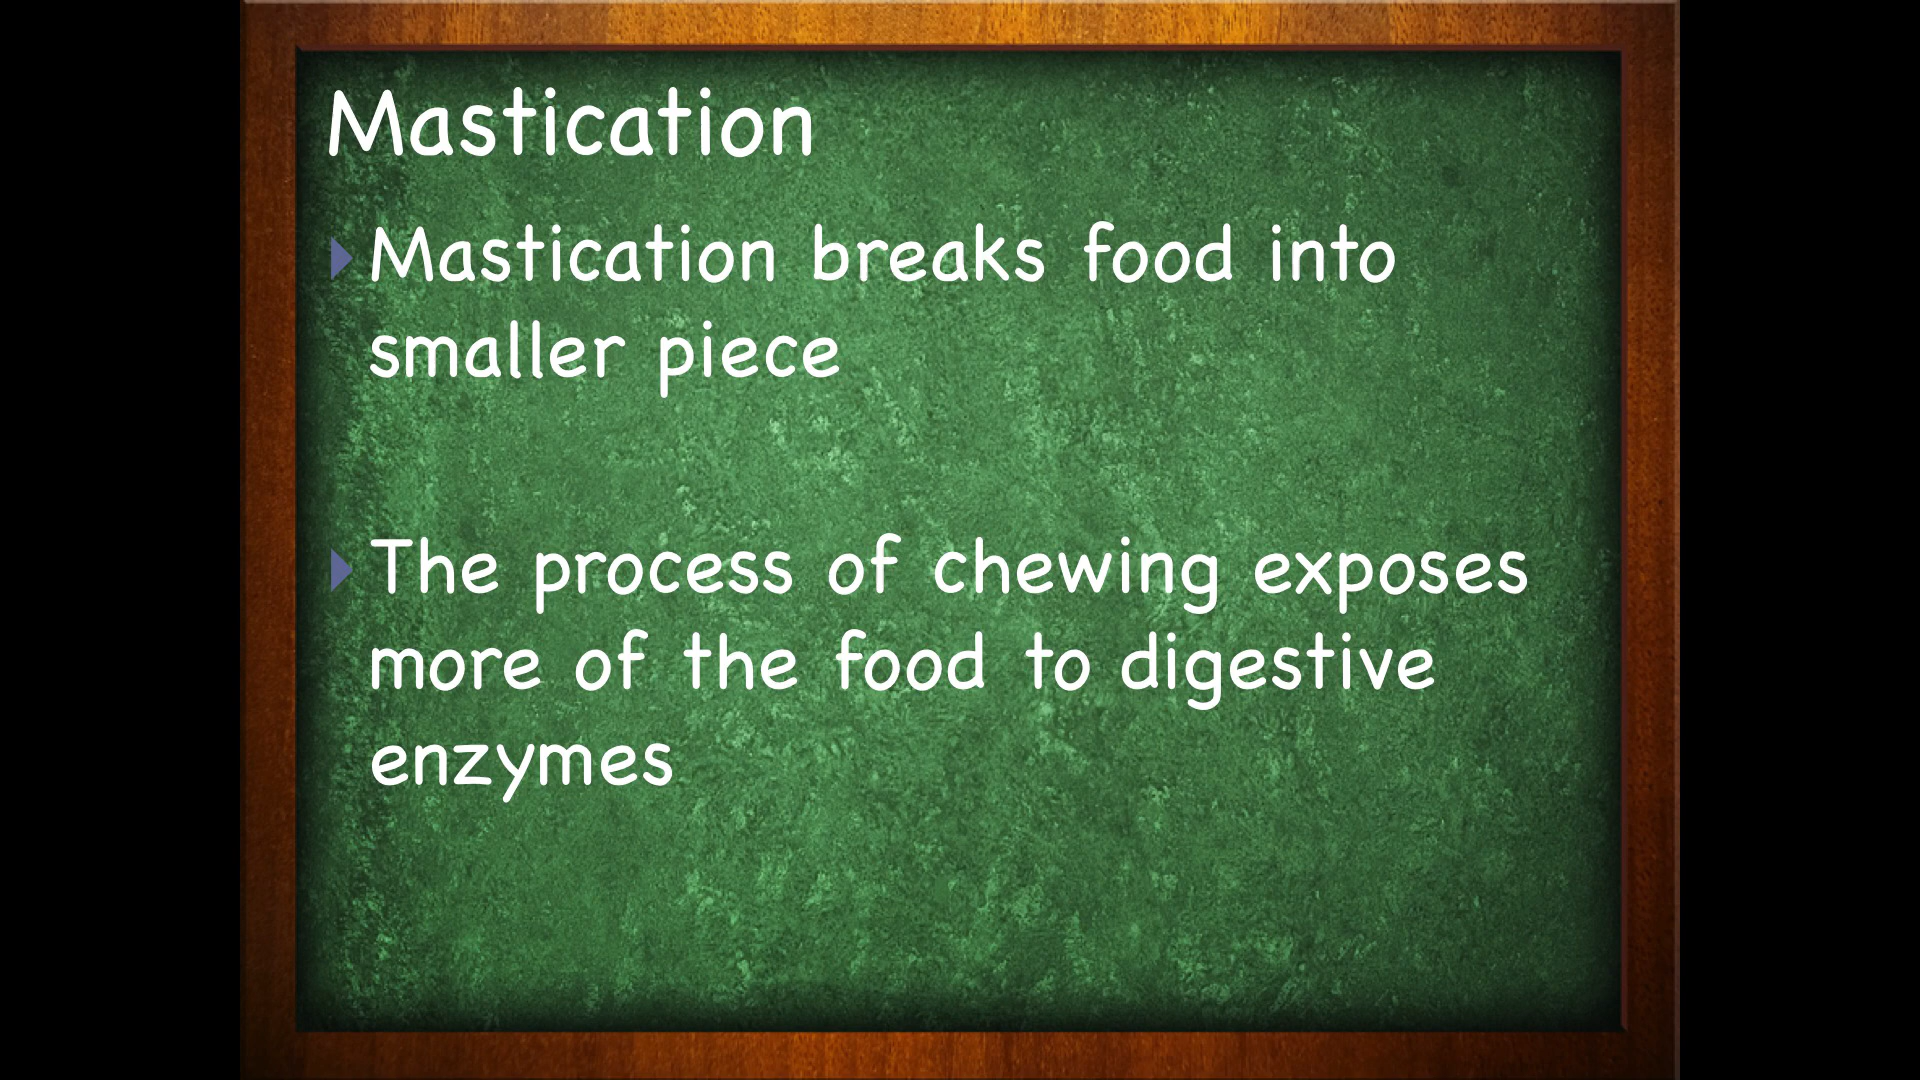 Mastication
Mastication breaks food into
smaller piece
The process of chewing exposes
more of the food to digestive
enzymes